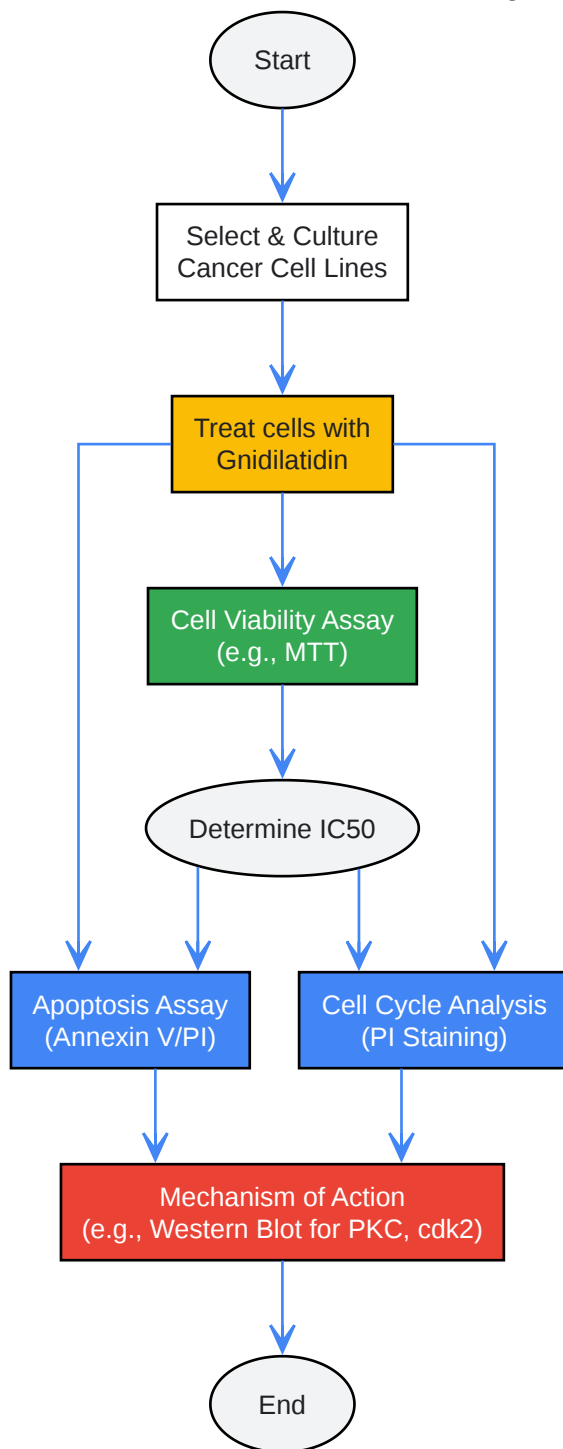 Start
Select & Culture
Cancer Cell Lines
Treat cells with
Gnidilatidin
Cell Viability Assay
(e.g., MTT)
Determine IC50
Apoptosis Assay
(Annexin V/PI)
Cell Cycle Analysis
(PI Staining)
Mechanism of Action
(e.g., Western Blot for PKC, cdk2)
End